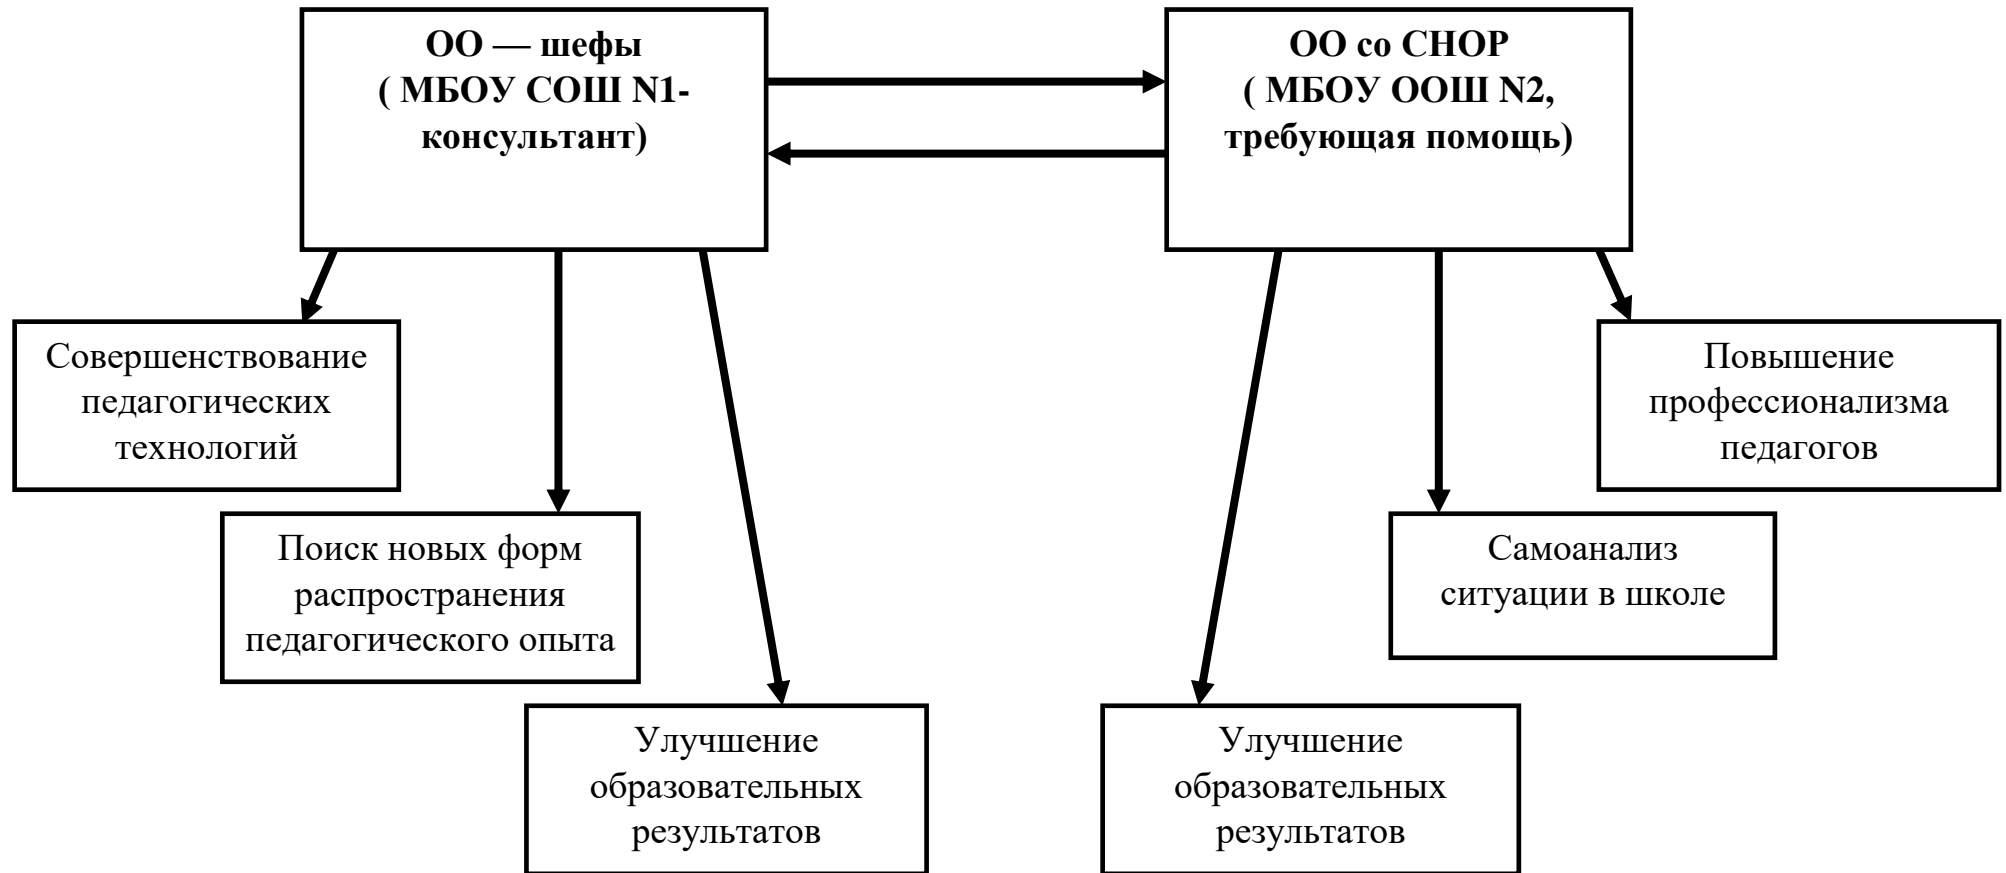 ОО — шефы
( МБОУ СОШ N1-
консультант)
ОО со СНОР
( МБОУ ООШ N2,
требующая помощь)
Совершенствование
педагогических
технологий
Повышение
профессионализма
педагогов
Поиск новых форм
распространения
педагогического опыта
Самоанализ
ситуации в школе
Улучшение
образовательных
результатов
Улучшение
образовательных
результатов